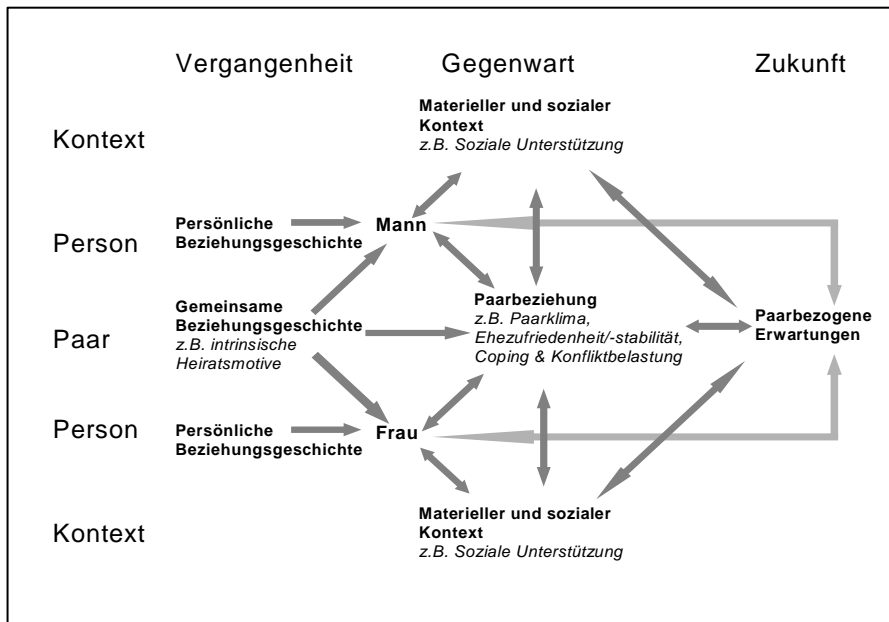 Vergangenheit
Gegenwart
Zukunft
Kontext
Materieller und sozialer
Kontext
z.B. Soziale Unterstützung
Person
Persönliche
Beziehungsgeschichte
Mann
Paar
Gemeinsame
Beziehungsgeschichte
z.B. intrinsische
Heiratsmotive
Paarbeziehung
z.B. Paarklima,
Ehezufriedenheit/-stabilität,
Coping & Konfliktbelastung
Paarbezogene
Erwartungen
Person
Persönliche
Beziehungsgeschichte
Frau
Kontext
Materieller und sozialer
Kontext
z.B. Soziale Unterstützung